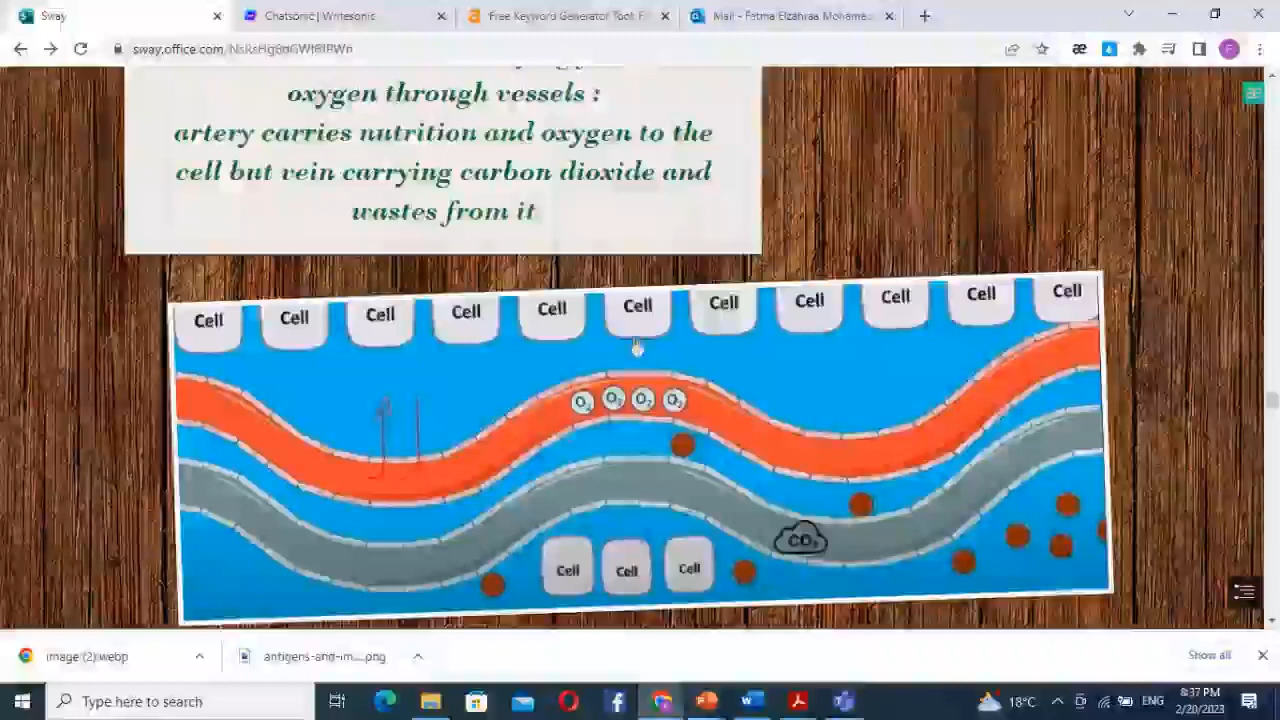 Sway
Chatsonic | Writesonic
Free Keyword Generator Tool: F
Mail - Fatma Elzahraa Mohame
oxygen through vessels :
artery carries nutrition and oxygen to the
cell but vein carrying carbon dioxide and
wastes from it
Cell Cell Cell Cell Cell Cell Cell Cell Cell Cell Cell
O₂ O₂ O₂ O₂
CO₂
Cell Cell Cell
image (2).webp
antigens-and-im....png
Show all
Type here to search
18°C
ENG
8:37 PM
2/20/2023